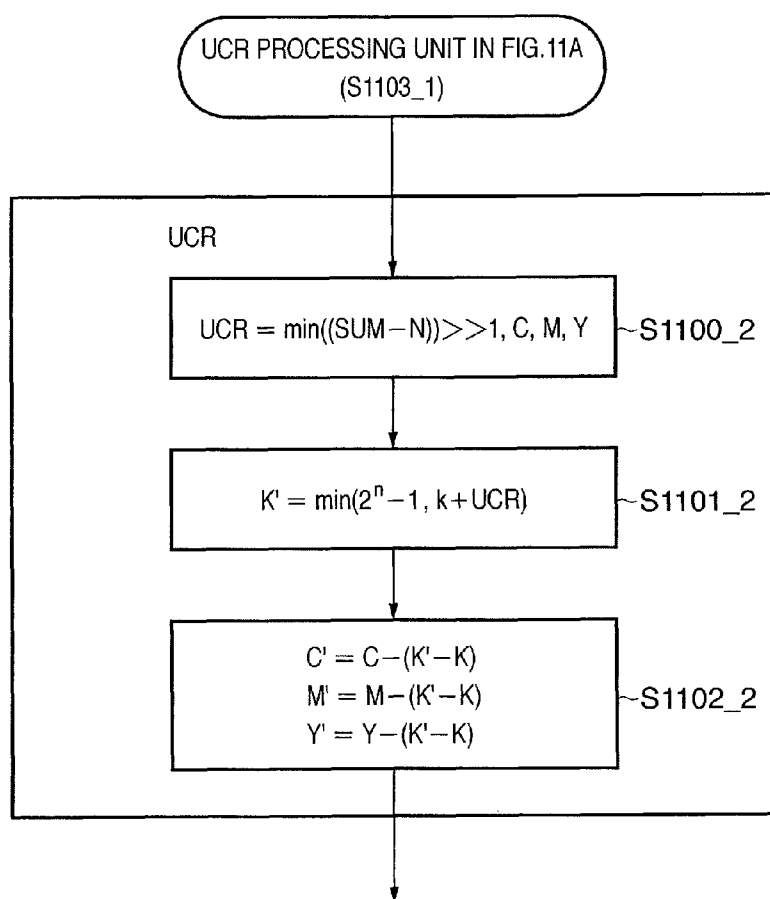 UCR PROCESSING UNIT IN FIG.11A
(S1103_1)
UCR
UCR = min((SUM−N))>>1, C, M, Y
~S1100_2
K' = min(2ⁿ−1, k+UCR)
~S1101_2
C' = C−(K'−K)
M' = M−(K'−K)
Y' = Y−(K'−K)
~S1102_2